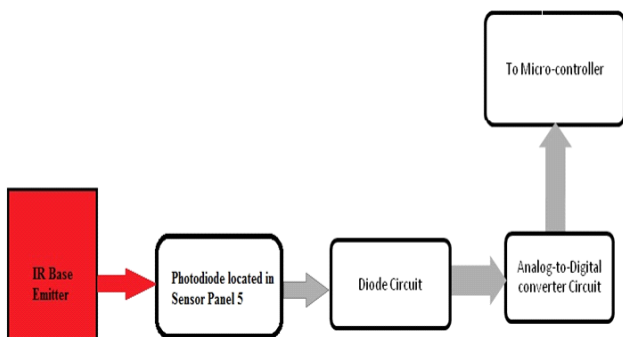 To Micro-controller
IR Base
Emitter
Photodiode located in
Sensor Panel 5
Diode Circuit
Analog-to-Digital
converter Circuit